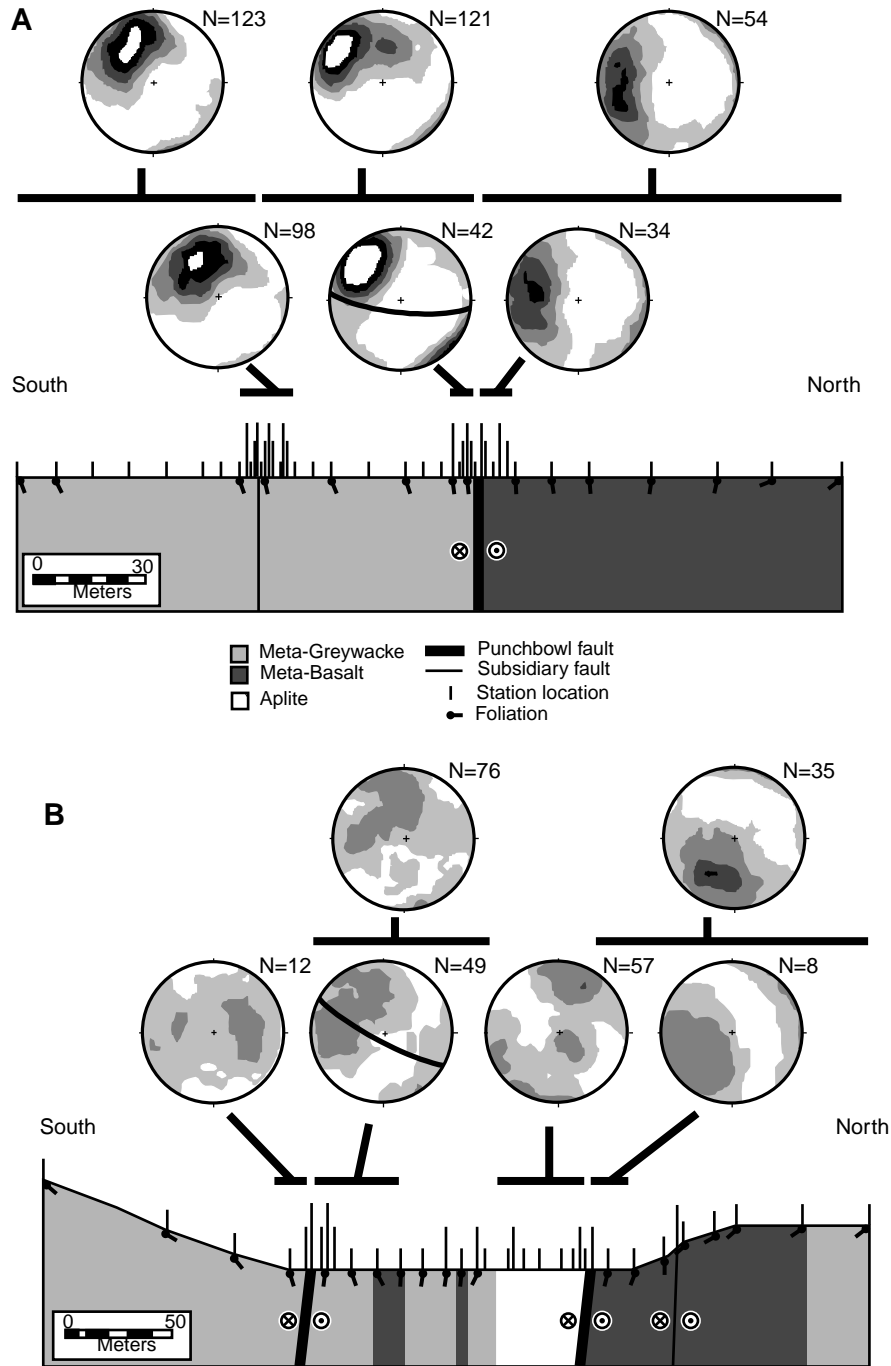 A
N=123
N=121
N=54
N=98
N=42
N=34
South
North
0
30
Meters
Meta-Greywacke
Meta-Basalt
Aplite
Punchbowl fault
Subsidiary fault
Station location
Foliation
B
N=76
N=35
N=12
N=49
N=57
N=8
South
North
0
50
Meters